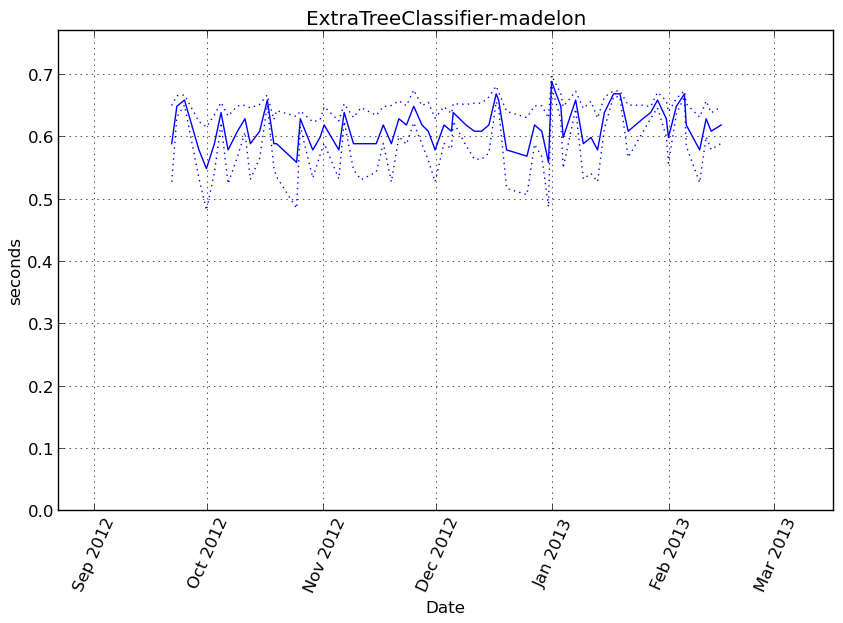 ExtraTreeClassifier-madelon
0.7
0.6
0.5
0.4
0.3
0.2
0.1
0.0
seconds
Sep 2012
Oct 2012
Nov 2012
Dec 2012
Jan 2013
Feb 2013
Mar 2013
Date